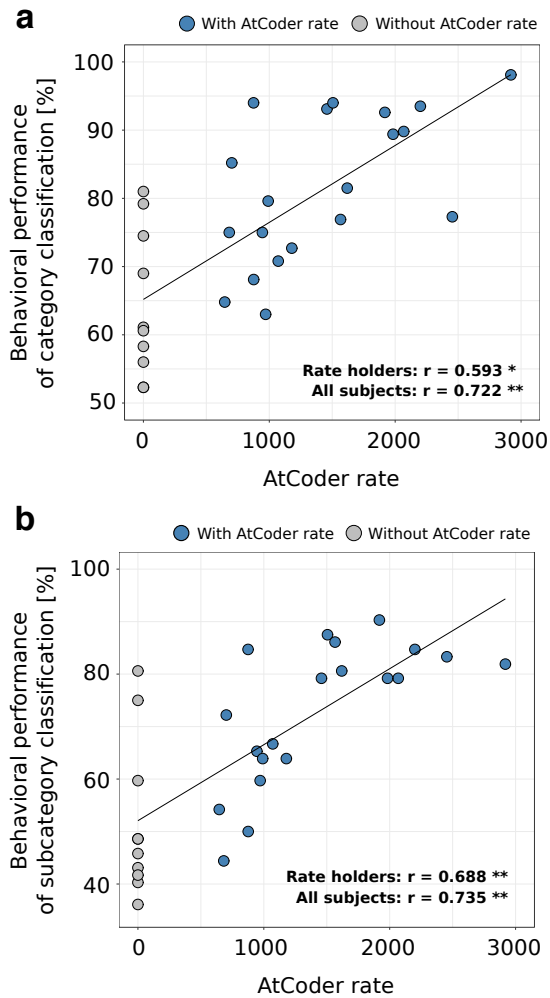 a
With AtCoder rate
Without AtCoder rate
Behavioral performance
of category classification [%]
100
90
80
70
60
50
Rate holders: r = 0.593 *
All subjects: r = 0.722 **
0
1000
2000
3000
AtCoder rate
b
With AtCoder rate
Without AtCoder rate
Behavioral performance
of subcategory classification [%]
100
80
60
40
Rate holders: r = 0.688 **
All subjects: r = 0.735 **
0
1000
2000
3000
AtCoder rate